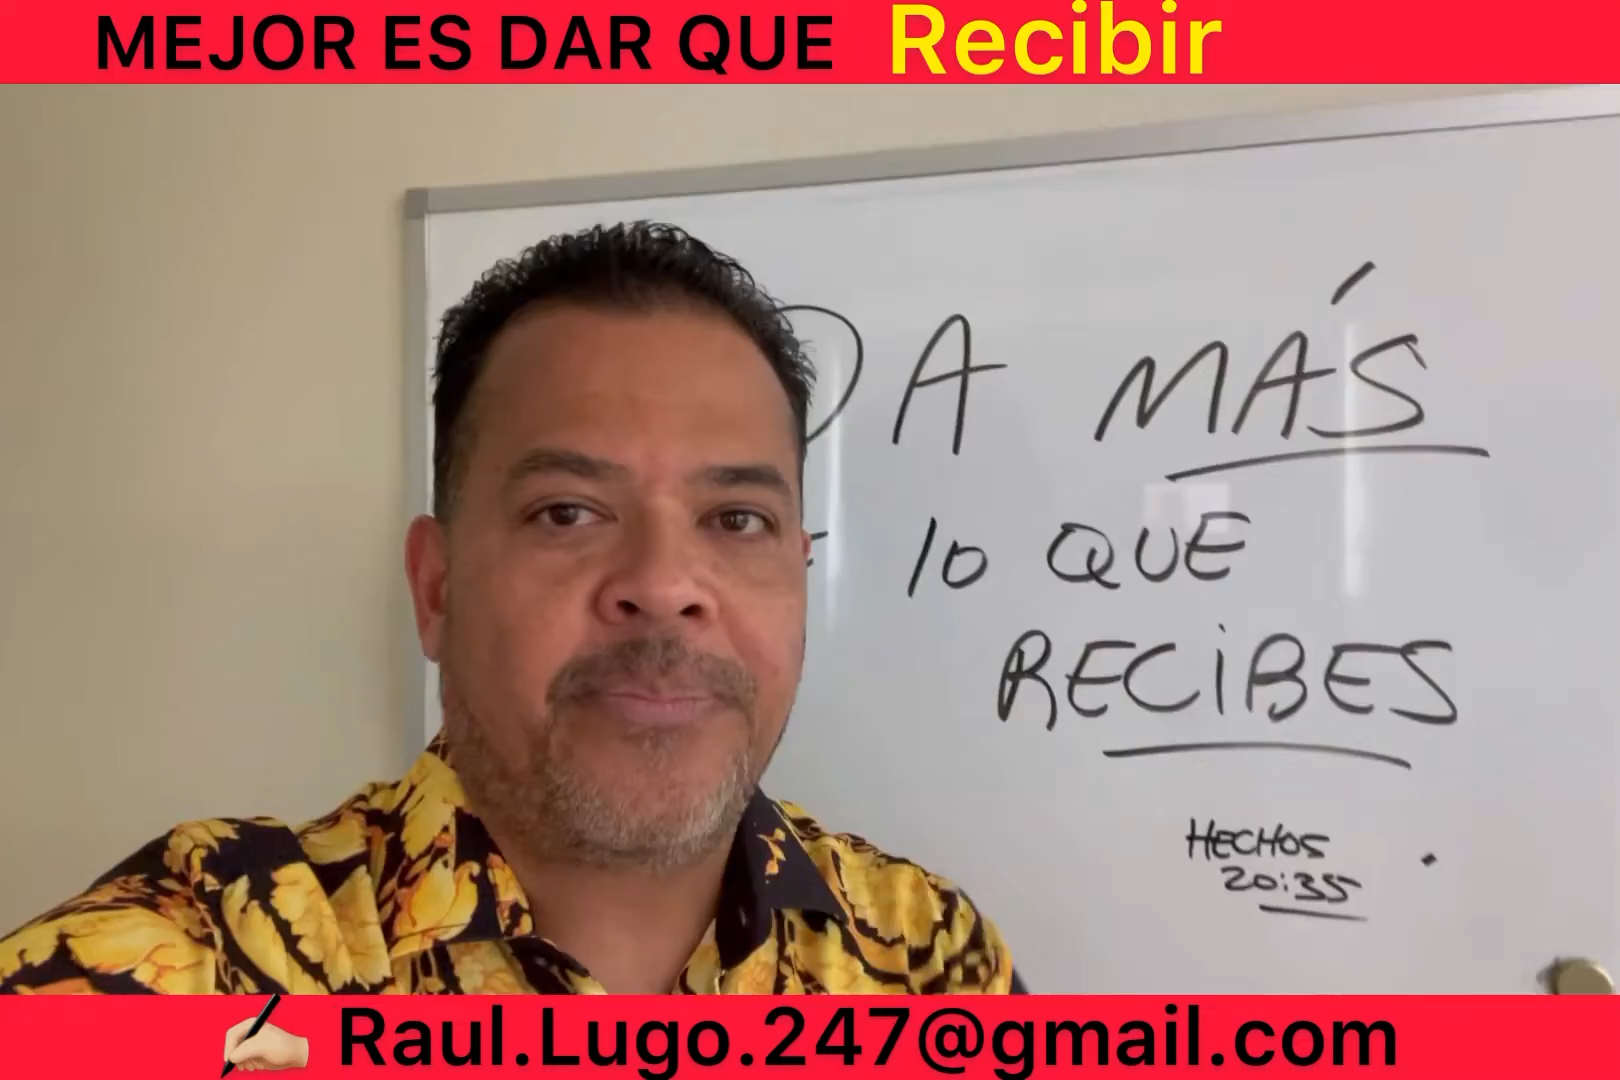 MEJOR ES DAR QUE Recibir
DA MÁS
lo QUE
RECiBES
HECHOS
20:35
Raul.Lugo.247@gmail.com